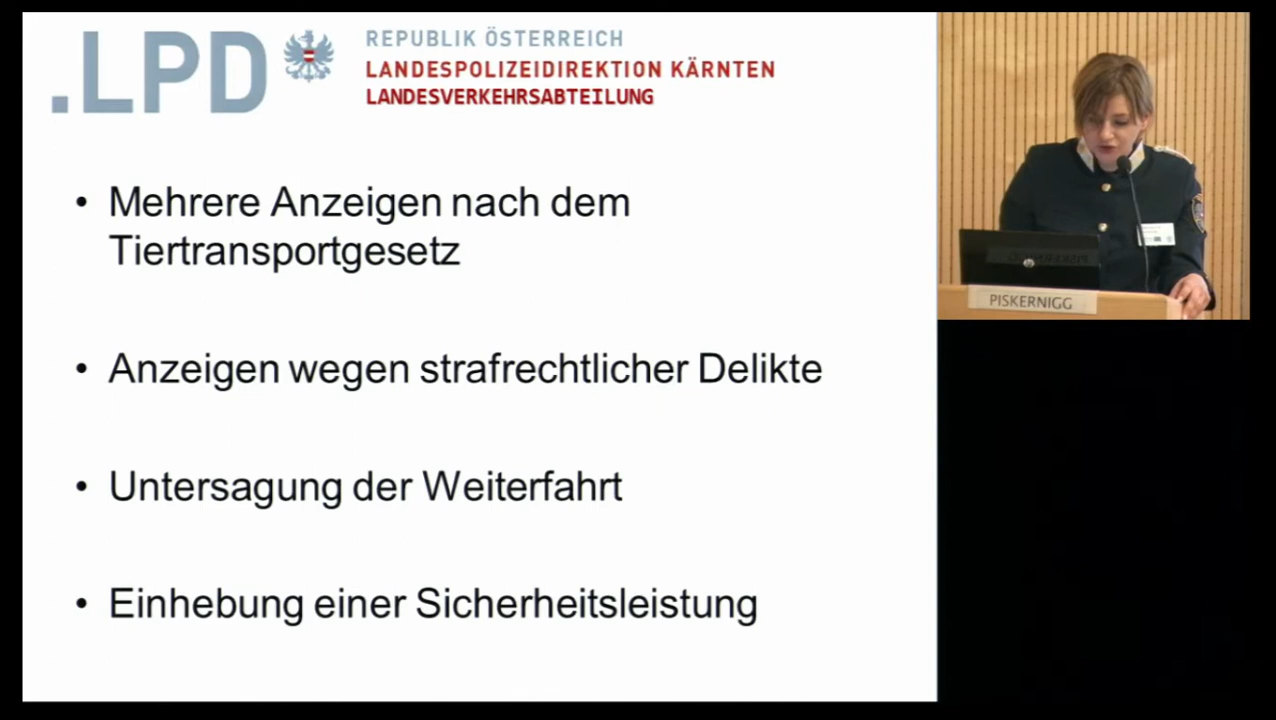 .LPD
REPUBLIK ÖSTERREICH
LANDESPOLIZEIDIREKTION KÄRNTEN
LANDESVERKEHRSABTEILUNG
• Mehrere Anzeigen nach dem
Tiertransportgesetz
• Anzeigen wegen strafrechtlicher Delikte
• Untersagung der Weiterfahrt
• Einhebung einer Sicherheitsleistung
PISKERNIGG